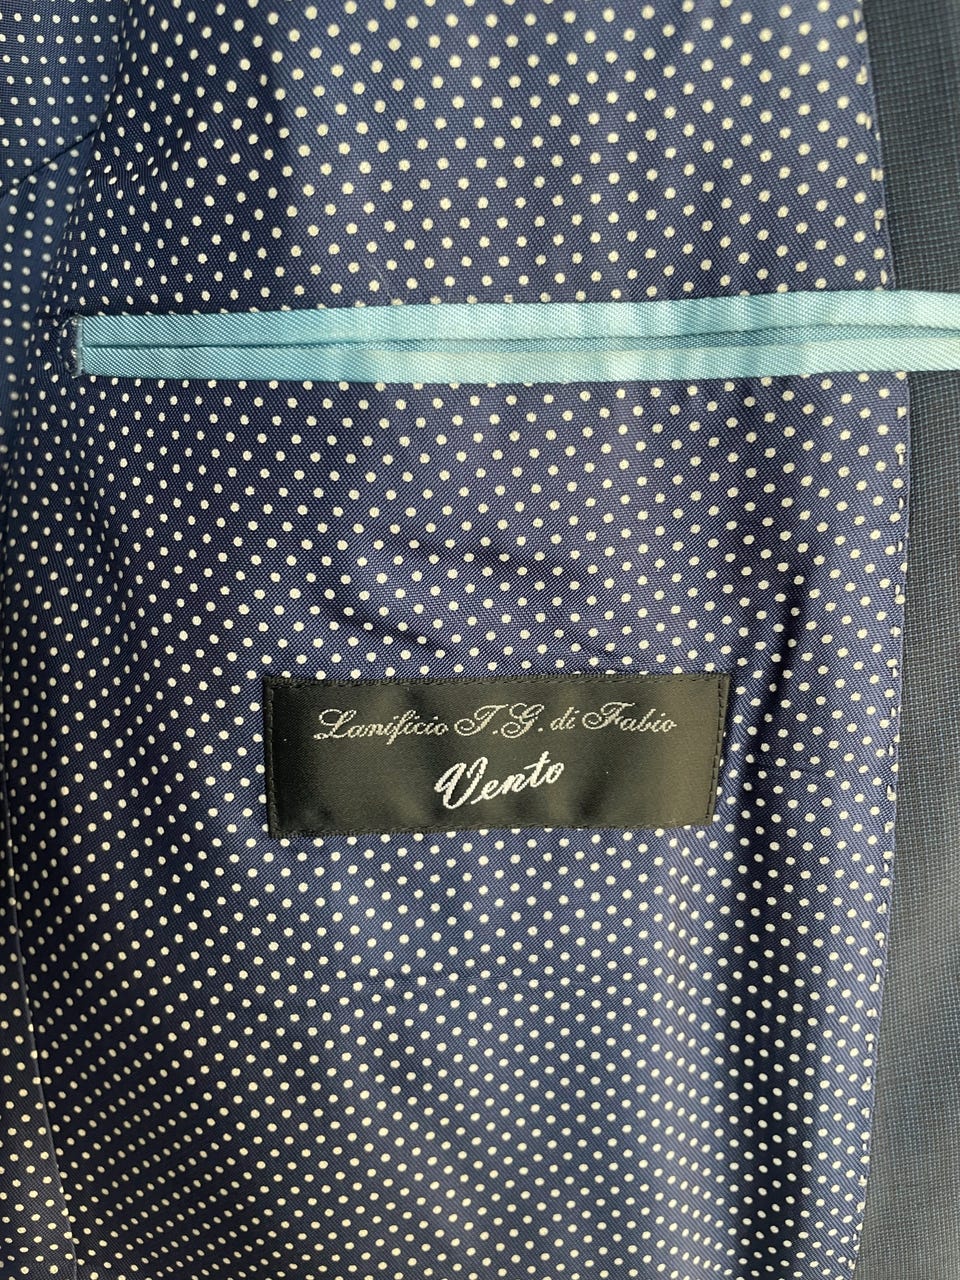 Lanificio T.G. di Fabio
Vento